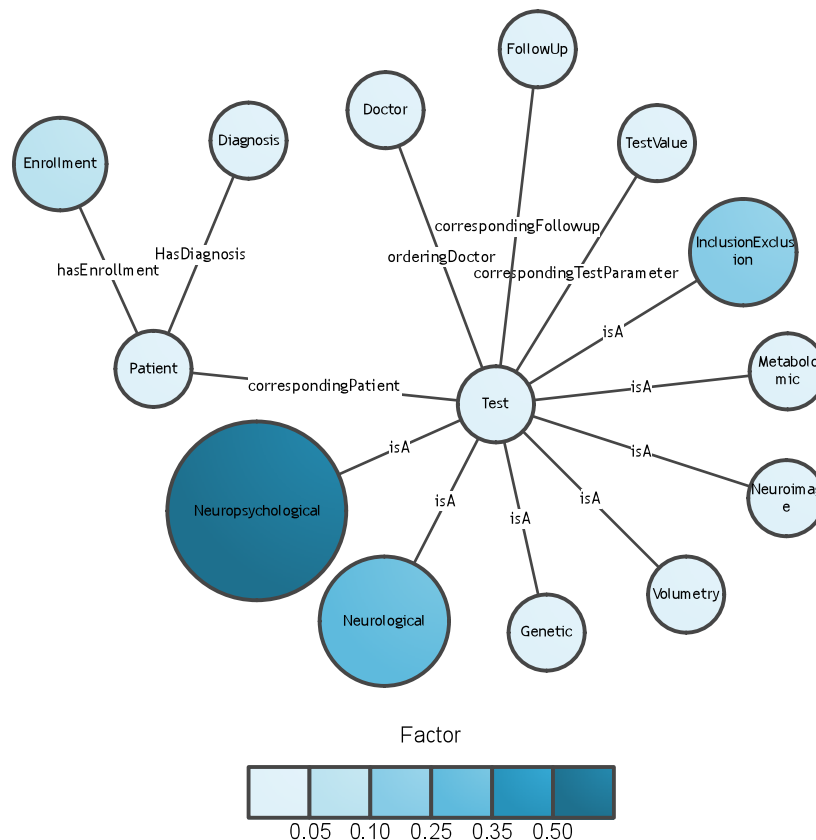 FollowUp
Doctor
Diagnosis
TestValue
Enrollment
correspondingFollowup
InclusionExclus
ion
HasDiagnosis
orderingDoctor
hasEnrollment
correspondingTestParameter
isA
Patient
Metabolo
mic
correspondingPatient
isA
Test
isA
isA
Neuroimag
e
isA
isA
isA
Neuropsychological
Volumetry
Neurological
Genetic
Factor
0.05 0.10 0.25 0.35 0.50